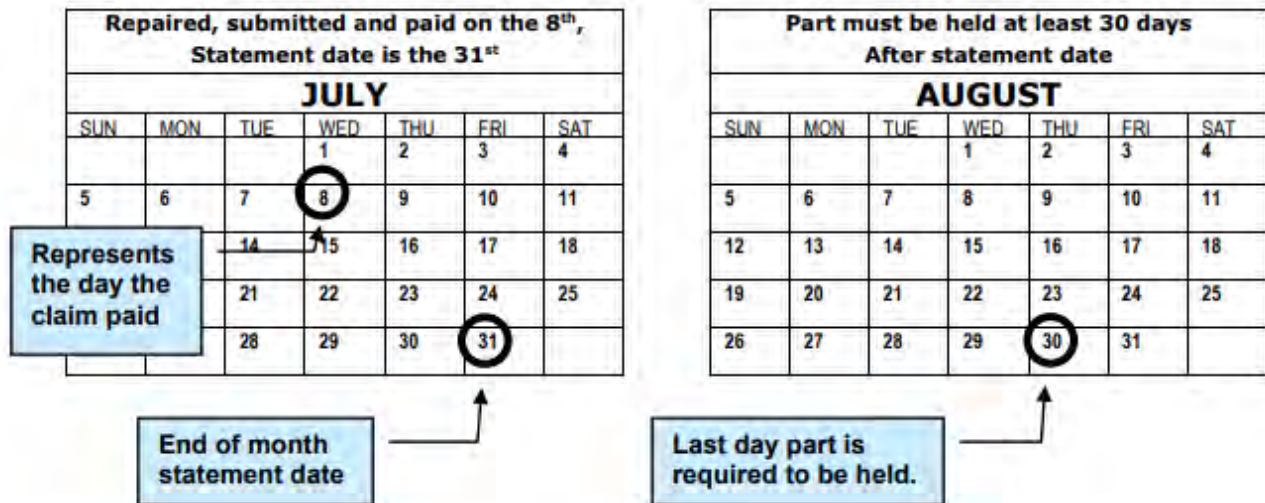 Repaired, submitted and paid on the 8th,
Statement date is the 31st
JULY
SUN MON TUE WED THU FRI SAT
1 2 3 4
5 6 7 8 9 10 11
14 15 16 17 18
21 22 23 24 25
28 29 30 31
Represents
the day the
claim paid
End of month
statement date
Part must be held at least 30 days
After statement date
AUGUST
SUN MON TUE WED THU FRI SAT
1 2 3 4
5 6 7 8 9 10 11
12 13 14 15 16 17 18
19 20 21 22 23 24 25
26 27 28 29 30 31
Last day part is
required to be held.